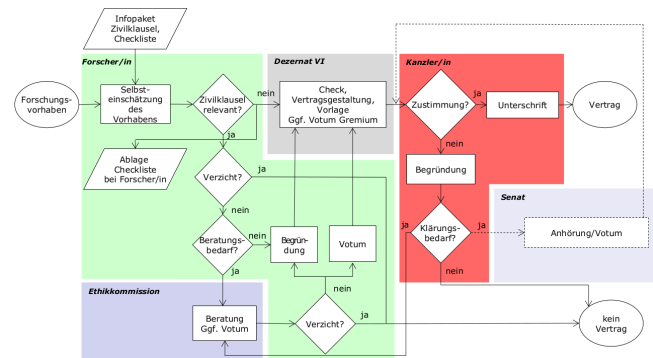 Infopaket
Zivilklausel,
Checkliste
Forscher/in
Dezernat VI
Kanzler/in
Forschungs-
vorhaben
Selbst-
einschätzung
des
Vorhabens
Zivilklausel
relevant?
nein
Check,
Vertragsgestaltung,
Vorlage
Ggf. Votum Gremium
Zustimmung?
ja
Unterschrift
Vertrag
ja
nein
Ablage
Checkliste
bei Forscher/in
Verzicht?
ja
Begründung
nein
Senat
Beratungs-
bedarf?
nein
Begrün-
dung
Votum
ja
Klärungs-
bedarf?
ja
Anhörung/Votum
ja
nein
nein
Ethikkommission
Beratung
Ggf. Votum
Verzicht?
ja
kein
Vertrag